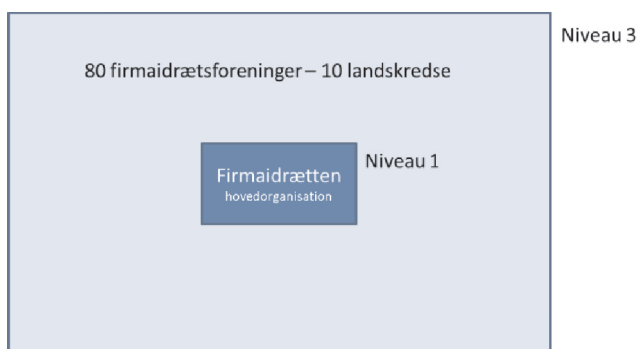 Niveau 3
80 firmaidrætsforeninger – 10 landskredse
Niveau 1
Firmaidrætten
hovedorganisation